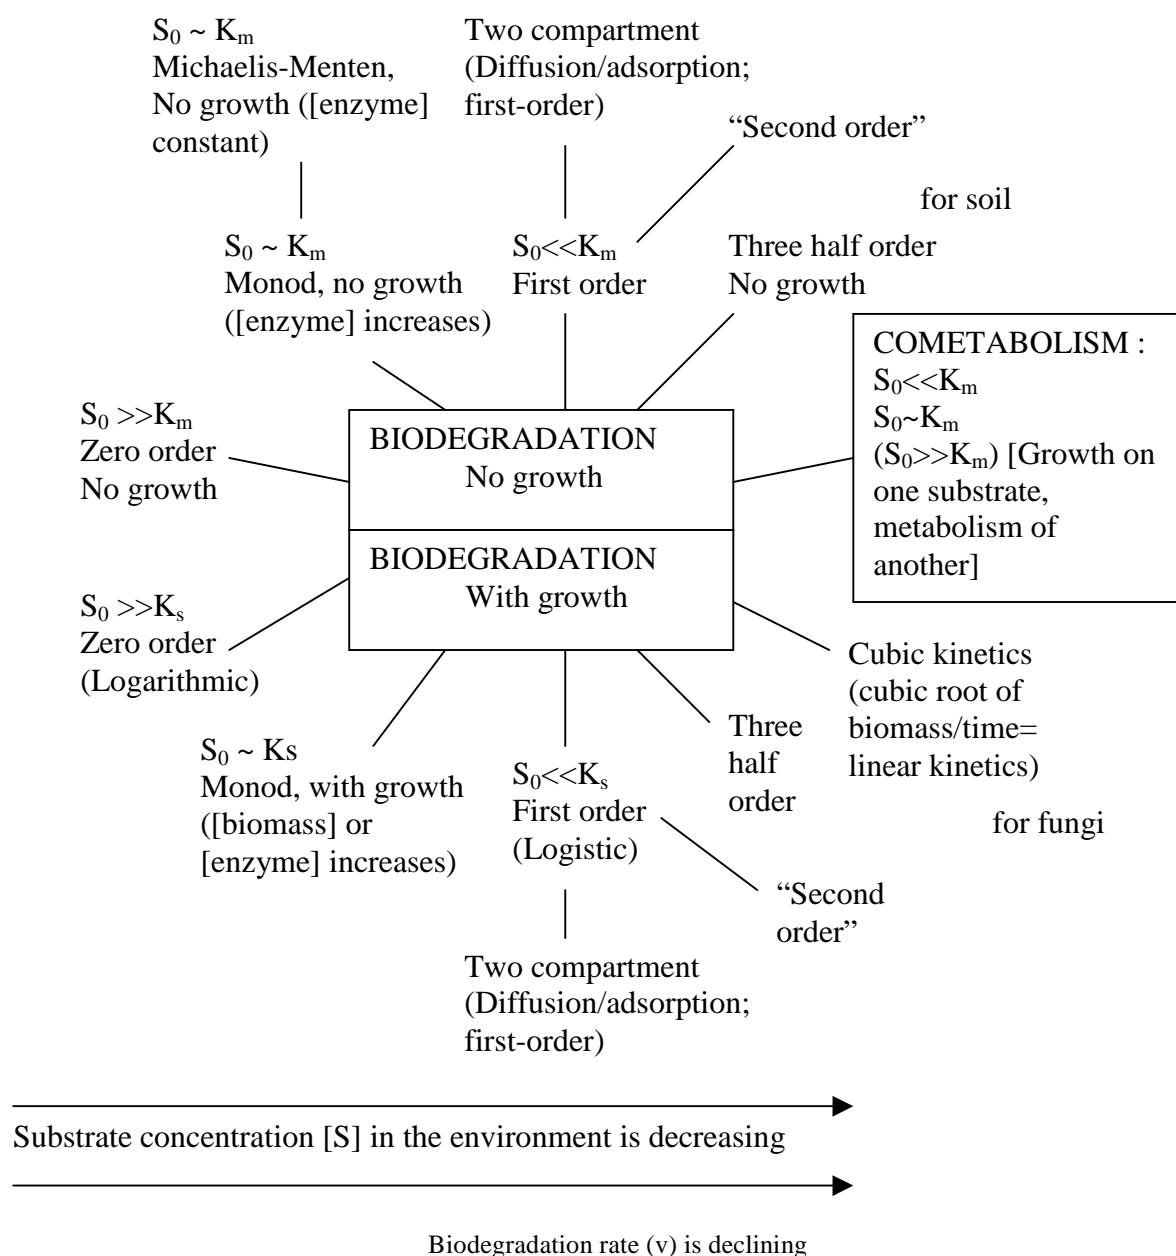 S₀ ~ Kₘ
Michaelis-Menten,
No growth ([enzyme]
constant)
Two compartment
(Diffusion/adsorption;
first-order)
“Second order”
for soil
S₀ ~ Kₘ
Monod, no growth
([enzyme] increases)
S₀<<Kₘ
First order
Three half order
No growth
COMETABOLISM :
S₀<<Kₘ
S₀~Kₘ
(S₀>>Kₘ) [Growth on
one substrate,
metabolism of
another]
S₀ >>Kₘ
Zero order
No growth
BIODEGRADATION
No growth
BIODEGRADATION
With growth
S₀ >>Kₛ
Zero order
(Logarithmic)
Cubic kinetics
(cubic root of
biomass/time=
linear kinetics)
for fungi
S₀ ~ Ks
Monod, with growth
([biomass] or
[enzyme] increases)
S₀<<Kₛ
First order
(Logistic)
Three
half
order
“Second
order”
Two compartment
(Diffusion/adsorption;
first-order)
Substrate concentration [S] in the environment is decreasing
Biodegradation rate (v) is declining